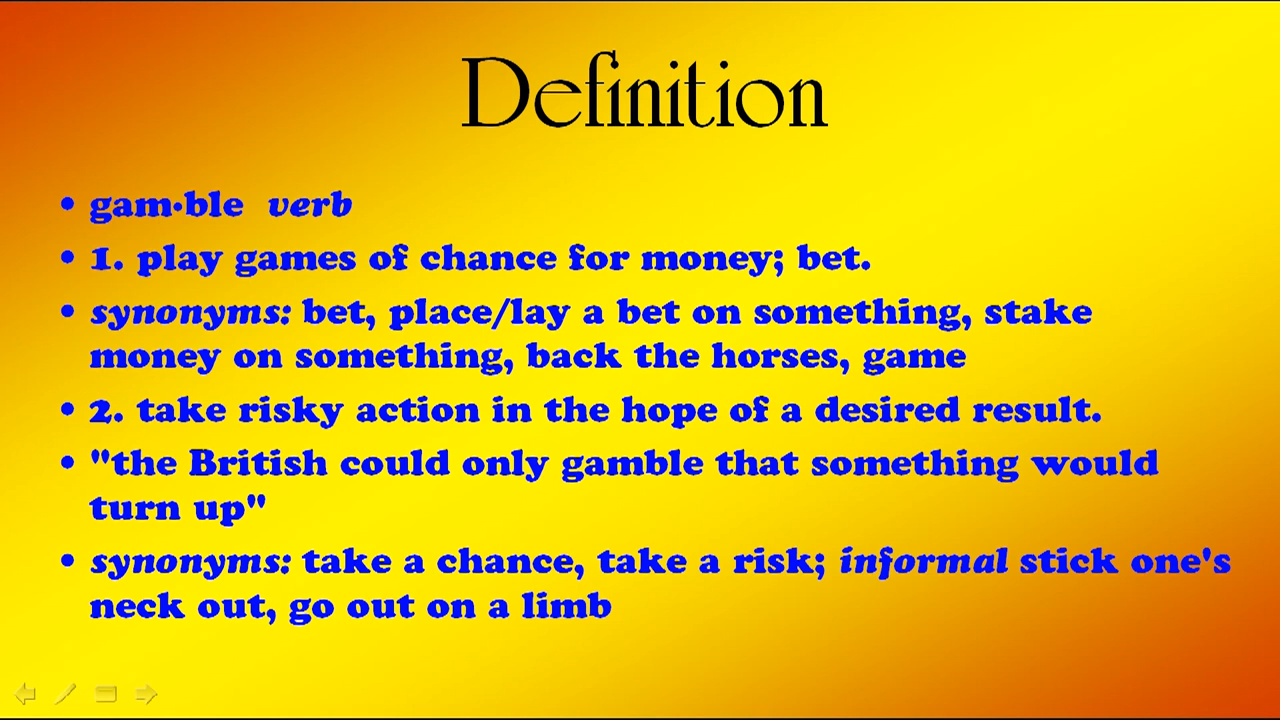 Definition
• gam·ble verb
• 1. play games of chance for money; bet.
• synonyms: bet, place/lay a bet on something, stake
money on something, back the horses, game
• 2. take risky action in the hope of a desired result.
• "the British could only gamble that something would
turn up"
• synonyms: take a chance, take a risk; informal stick one's
neck out, go out on a limb